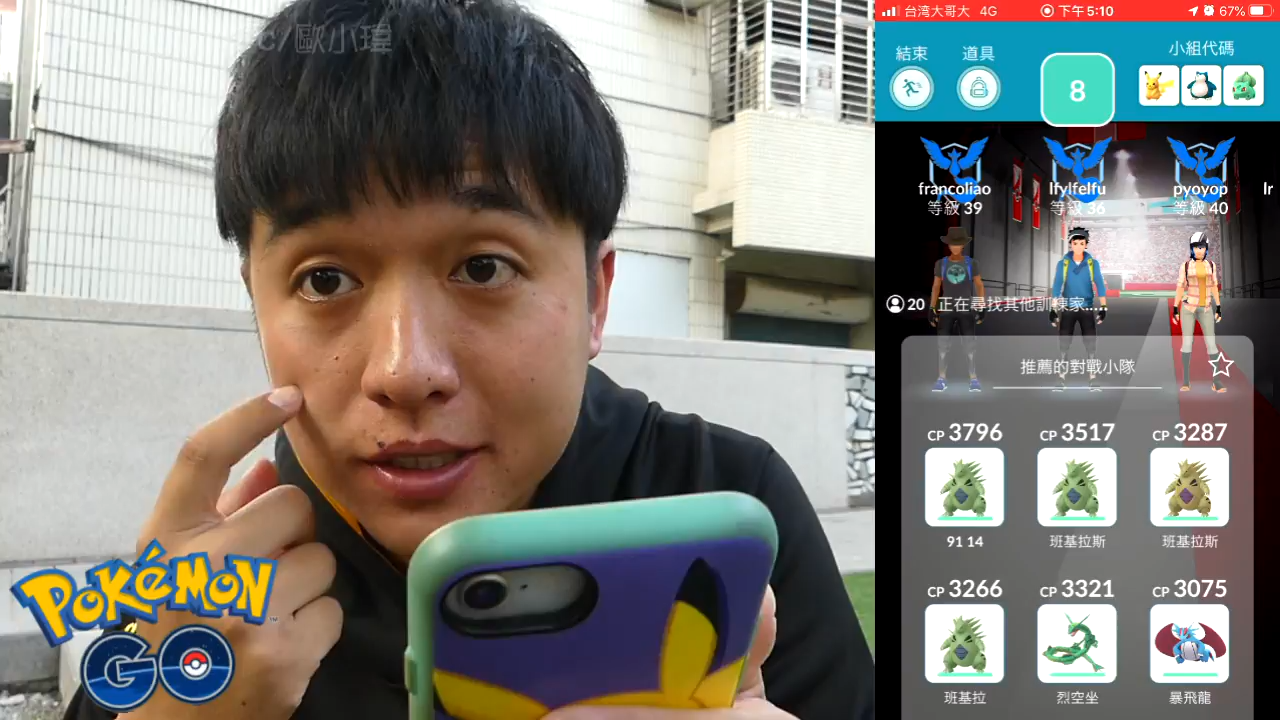 c/歐小瑋
POKéMON
GO
台湾大哥大 4G
下午5:10
67%
結束
道具
8
小組代碼
francoliao
等級 39
lfylfelfu
等級 36
pyoyop
等級 40
lr
20 正在尋找其他訓練家......
推薦的對戰小隊
CP 3796
CP 3517
CP 3287
91 14
班基拉斯
班基拉斯
CP 3266
CP 3321
CP 3075
班基拉
烈空坐
暴飛龍